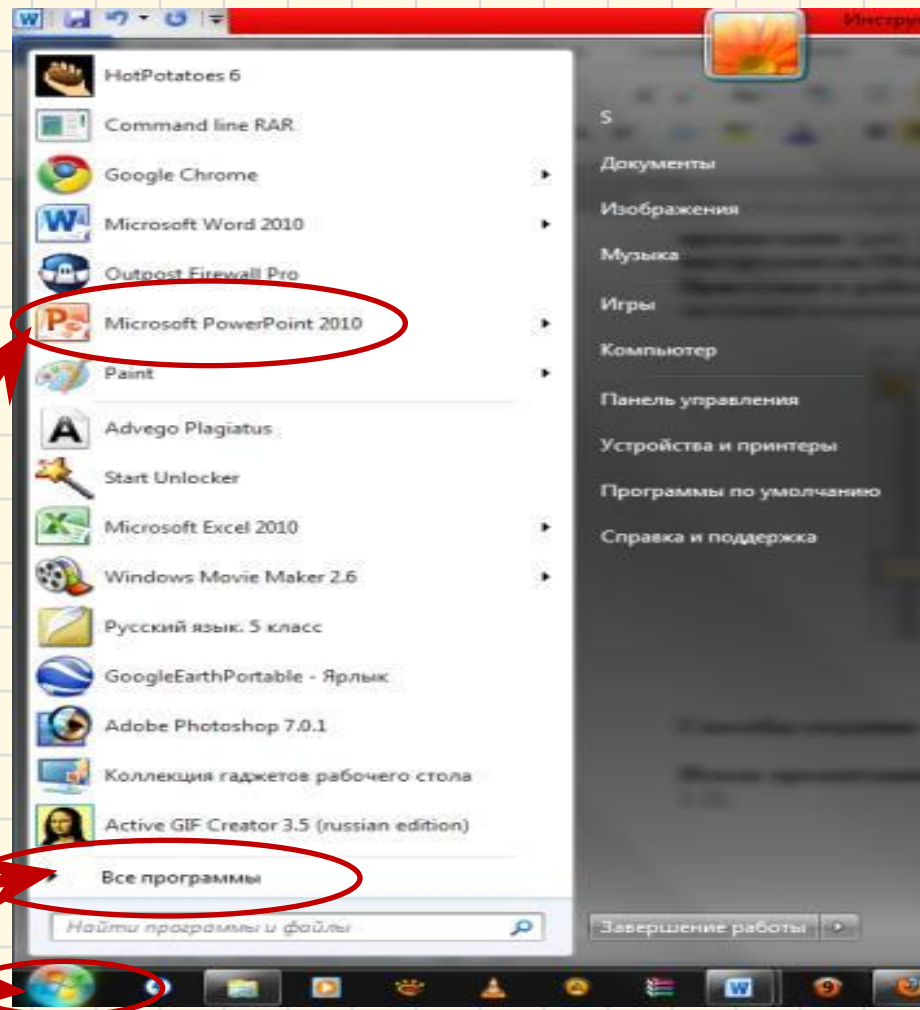 Инстру
HotPotatoes 6
Command line RAR
Google Chrome
Microsoft Word 2010
Outpost Firewall Pro
Microsoft PowerPoint 2010
Paint
Advego Plagiatus
Start Unlocker
Microsoft Excel 2010
Windows Movie Maker 2.6
Русский язык. 5 класс
GoogleEarthPortable - Ярлык
Adobe Photoshop 7.0.1
Коллекция гаджетов рабочего стола
Active GIF Creator 3.5 (russian edition)
Все программы
Найти программы и файлы
S
Документы
Изображения
Музыка
Игры
Компьютер
Панель управления
Устройства и принтеры
Программы по умолчанию
Справка и поддержка
Завершение работы